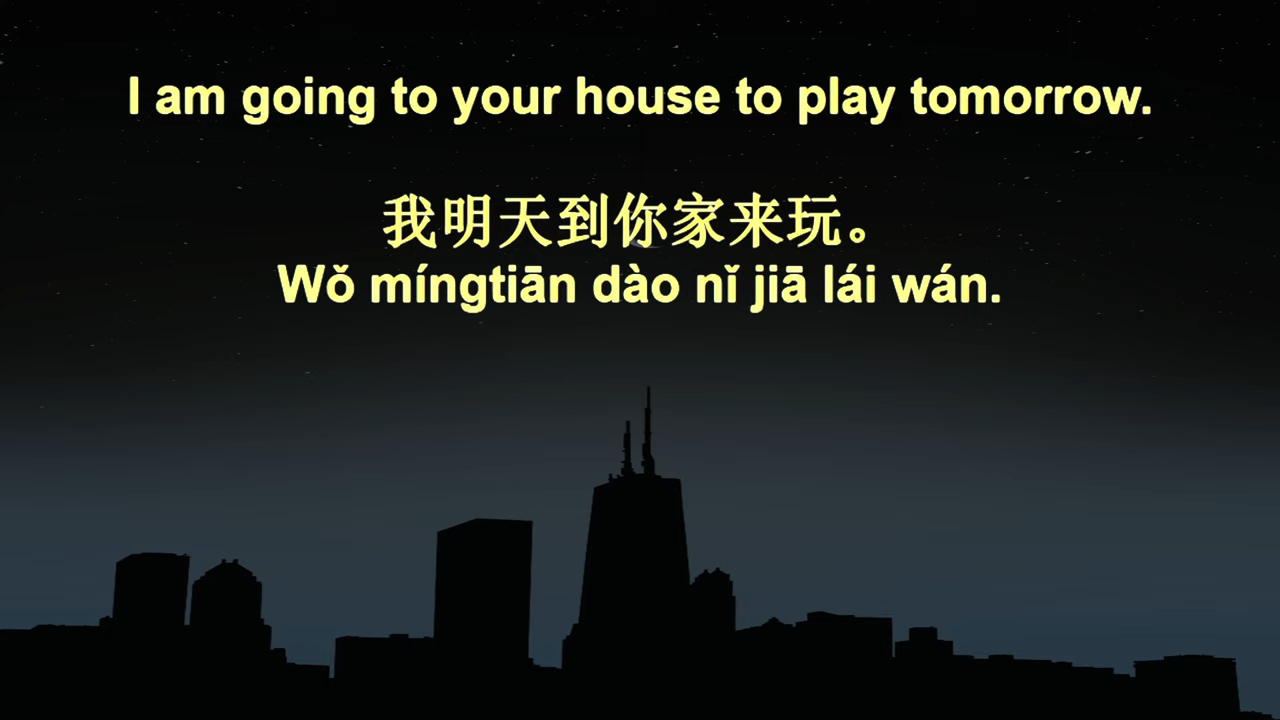 I am going to your house to play tomorrow.
我明天到你家来玩。
Wǒ míngtiān dào nǐ jiā lái wán.